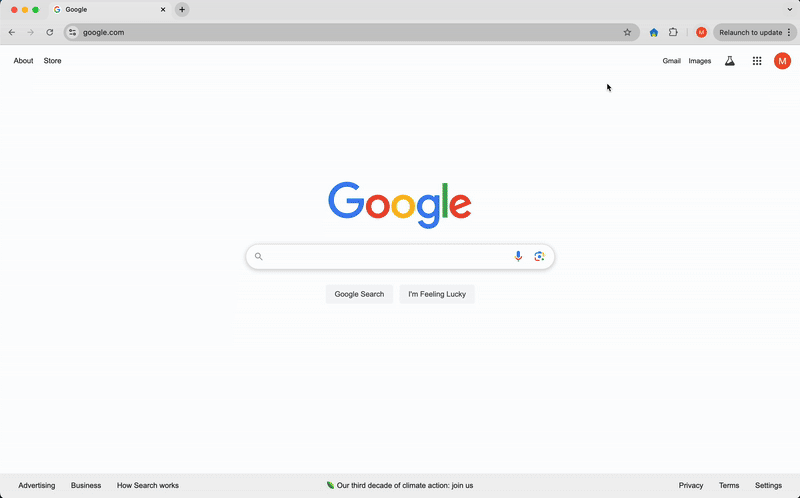 Google
google.com
M
Relaunch to update
About Store
Gmail Images
M
Google
Google Search I'm Feeling Lucky
Advertising Business How Search works
Our third decade of climate action: join us
Privacy Terms Settings